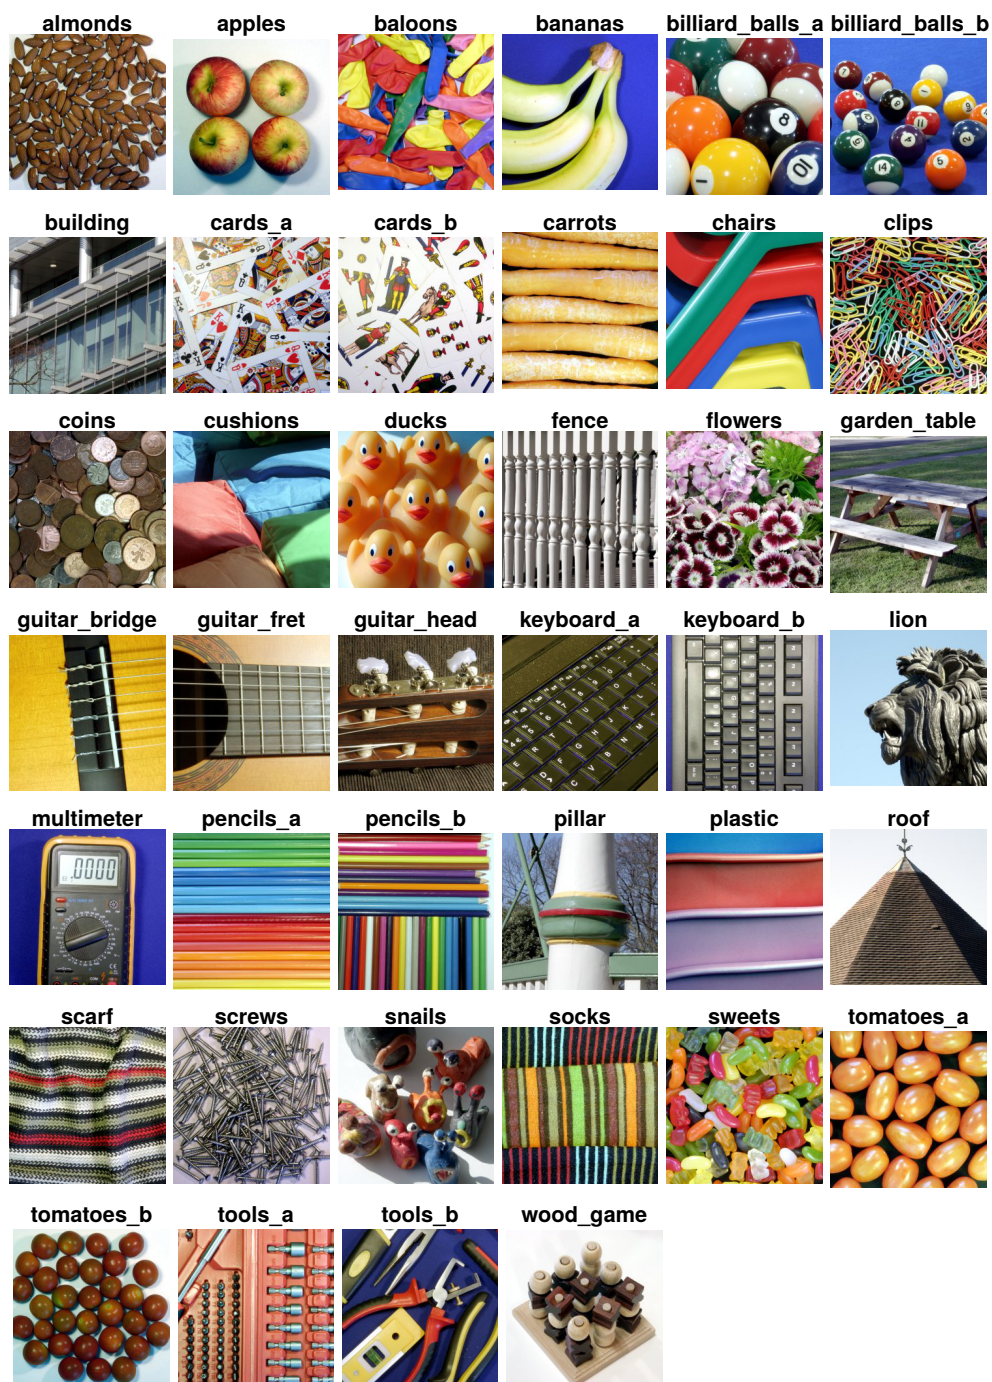 almonds apples baloons bananas billiard_balls_a billiard_balls_b
building cards_a cards_b carrots chairs clips
coins cushions ducks fence flowers garden_table
guitar_bridge guitar_fret guitar_head keyboard_a keyboard_b lion
multimeter pencils_a pencils_b pillar plastic roof
.0000
scarf screws snails socks sweets tomatoes_a
tomatoes_b tools_a tools_b wood_game